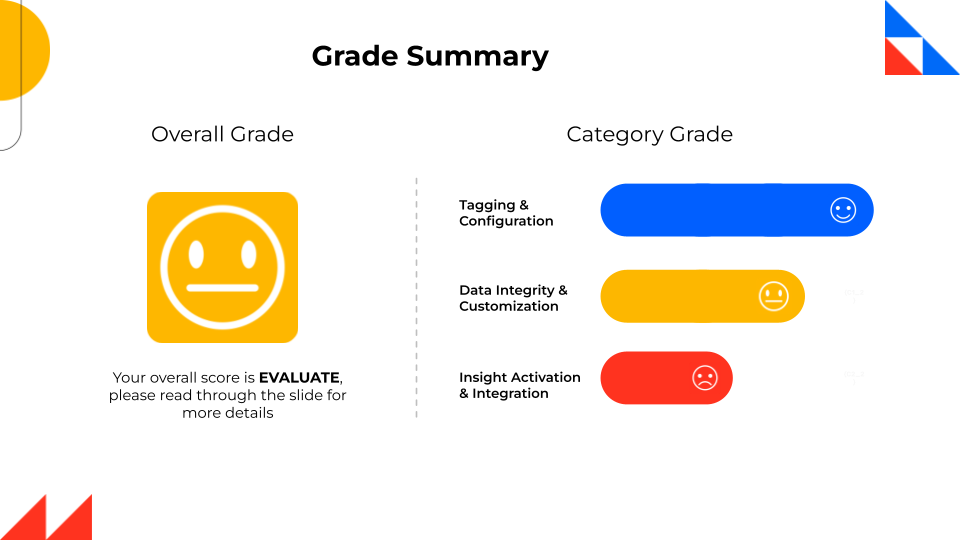 Grade Summary
Overall Grade
Your overall score is EVALUATE,
please read through the slide for
more details
Category Grade
Tagging &
Configuration
Data Integrity &
Customization
Insight Activation
& Integration